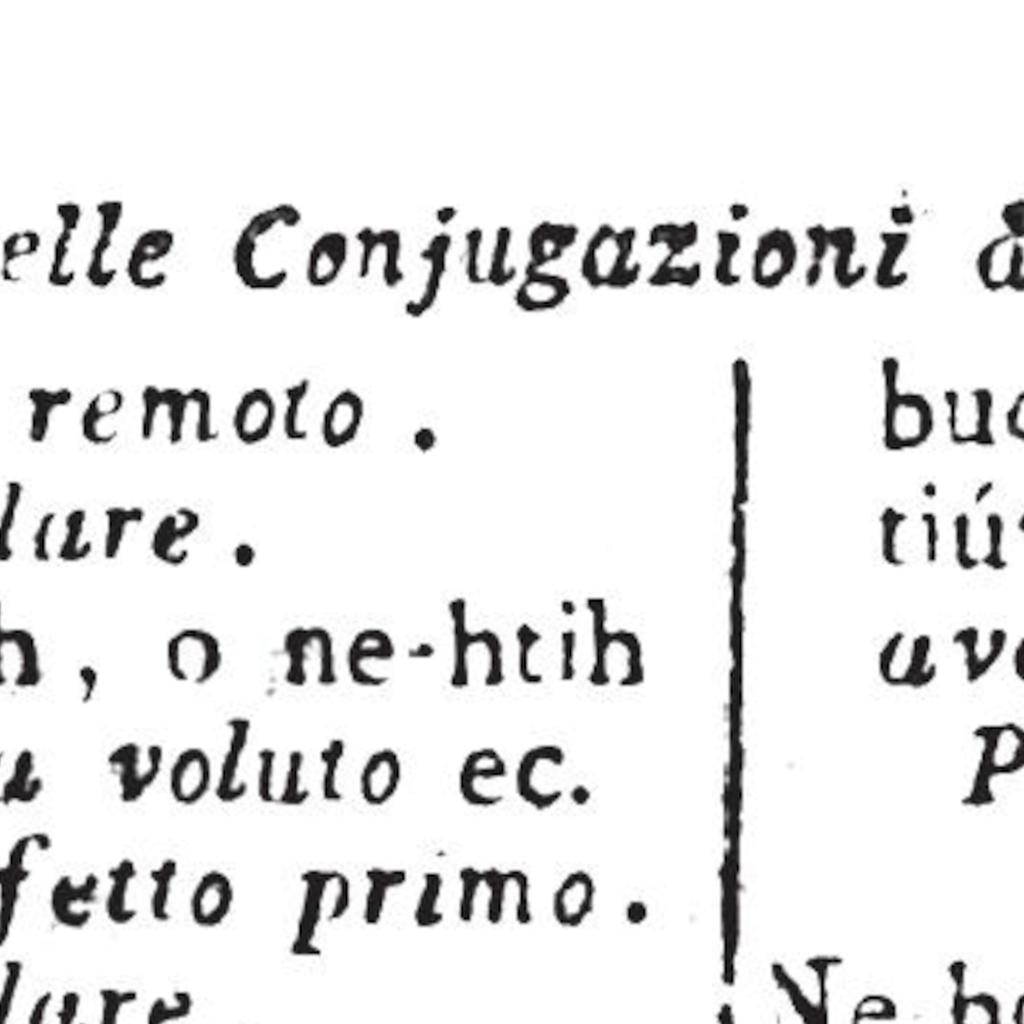 elle Conjugazioni
remoto .
lare .
h , o ne-htih
voluto ec.
fetto primo .
lare .
buo
tiú
ave
P
Ne